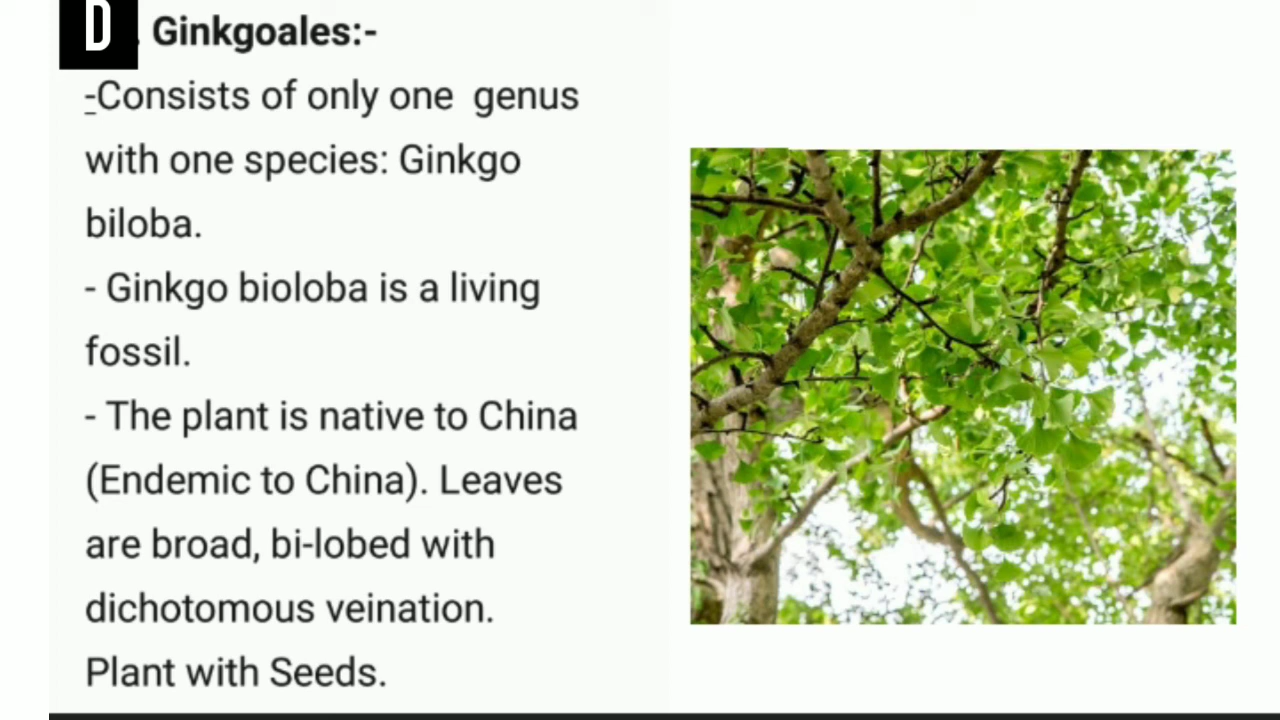 D. Ginkgoales:-
-Consists of only one genus
with one species: Ginkgo
biloba.
- Ginkgo bioloba is a living
fossil.
- The plant is native to China
(Endemic to China). Leaves
are broad, bi-lobed with
dichotomous veination.
Plant with Seeds.